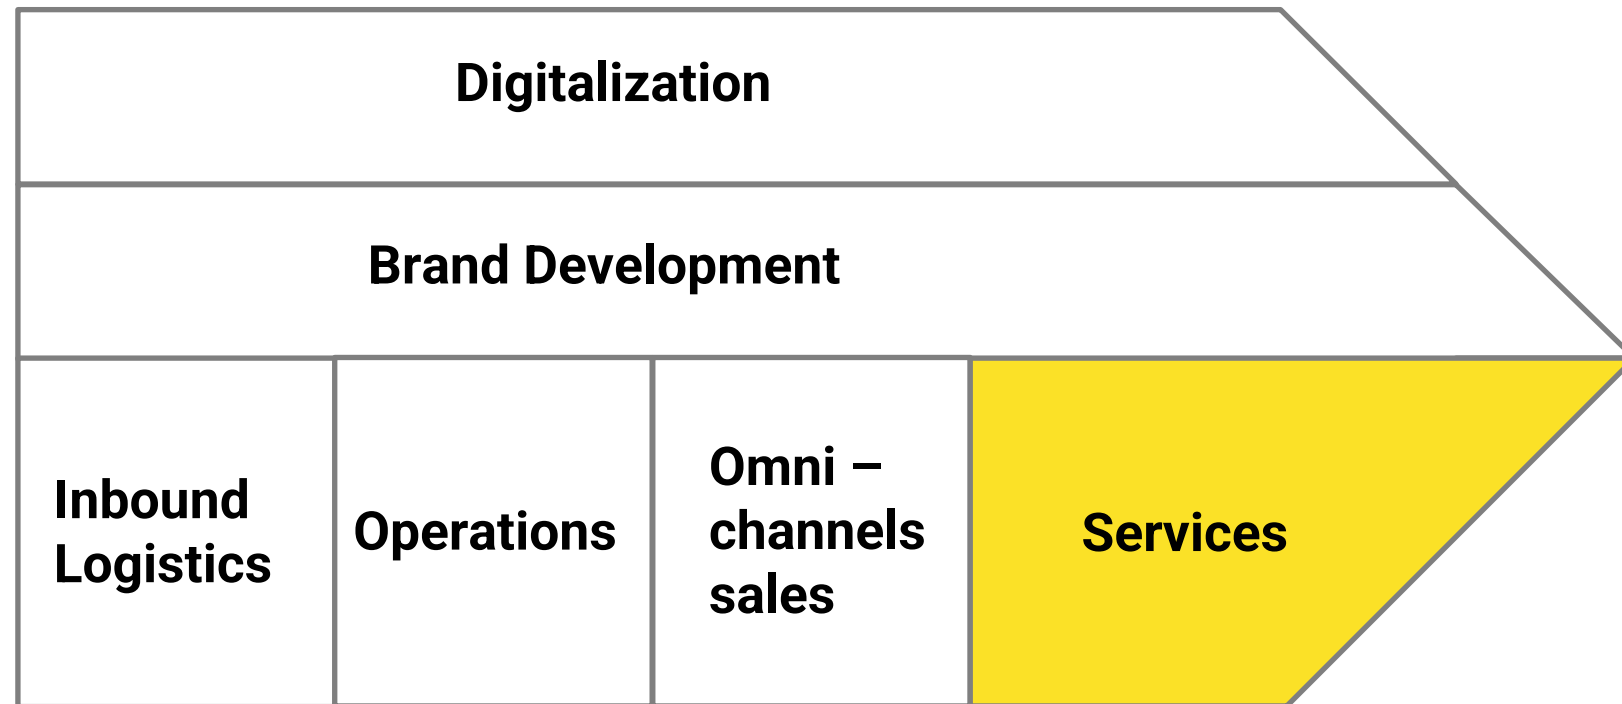 Digitalization
Brand Development
Inbound
Logistics
Operations
Omni –
channels
sales
Services